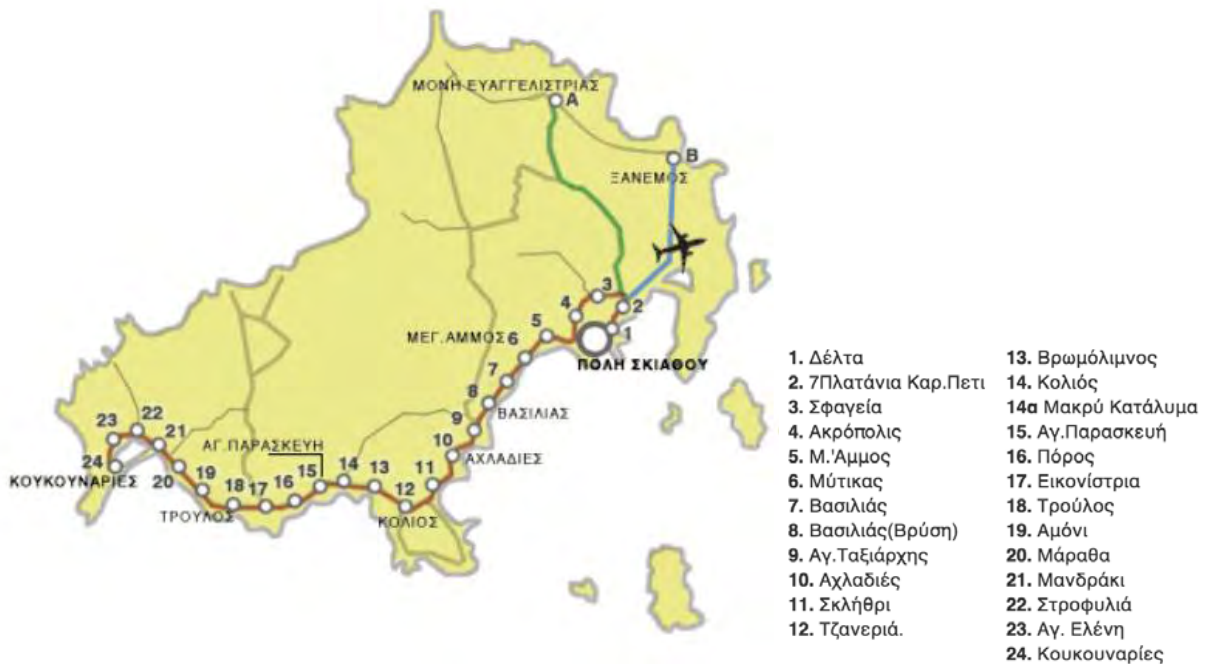 ΜΟΝΗ ΕΥΑΓΓΕΛΙΣΤΡΙΑΣ
A
B
ΞΑΝΕΜΟΣ
3
4
2
5
1
ΜΕΓ.ΑΜΜΟΣ 6
ΠΟΛΗ ΣΚΙΑΘΟΥ
7
8
ΒΑΣΙΛΙΑΣ
9
10
ΑΧΛΑΔΙΕΣ
22
23
21
ΑΓ.ΠΑΡΑΣΚΕΥΗ
24
ΚΟΥΚΟΥΝΑΡΙΕΣ
20
19
18
17
16
15
14
13
12
11
ΤΡΟΥΛΟΣ
ΚΟΛΙΟΣ
1. Δέλτα
2. 7Πλατάνια Καρ.Πετι
3. Σφαγεία
4. Ακρόπολις
5. Μ.'Αμμος
6. Μύτικας
7. Βασιλιάς
8. Βασιλιάς(Βρύση)
9. Αγ.Ταξιάρχης
10. Αχλαδιές
11. Σκλήθρι
12. Τζανεριά.
13. Βρωμόλιμνος
14. Κολιός
14α Μακρύ Κατάλυμα
15. Αγ.Παρασκευή
16. Πόρος
17. Εικονίστρια
18. Τρούλος
19. Αμόνι
20. Μάραθα
21. Μανδράκι
22. Στροφυλιά
23. Αγ. Ελένη
24. Κουκουναρίες